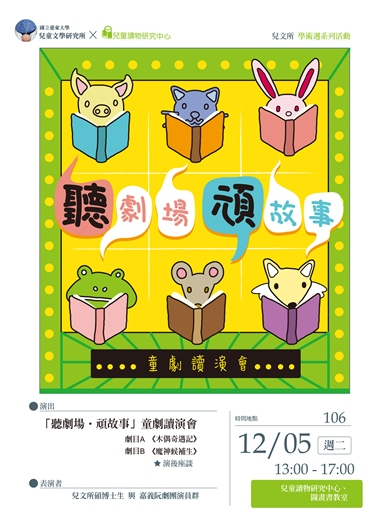 國立臺東大學
兒童文學研究所 × 兒童讀物研究中心
兒文所 學術週系列活動
聽劇場頑故事
童劇讀演會
演出
「聽劇場・頑故事」童劇讀演會
劇目A 《木偶奇遇記》
劇目B 《魔神候補生》
★ 演後座談
表演者
兒文所碩博士生 與 嘉義阮劇團演員群
時間地點
106
12/05 週二
13:00 - 17:00
兒童讀物研究中心、
圖畫書教室